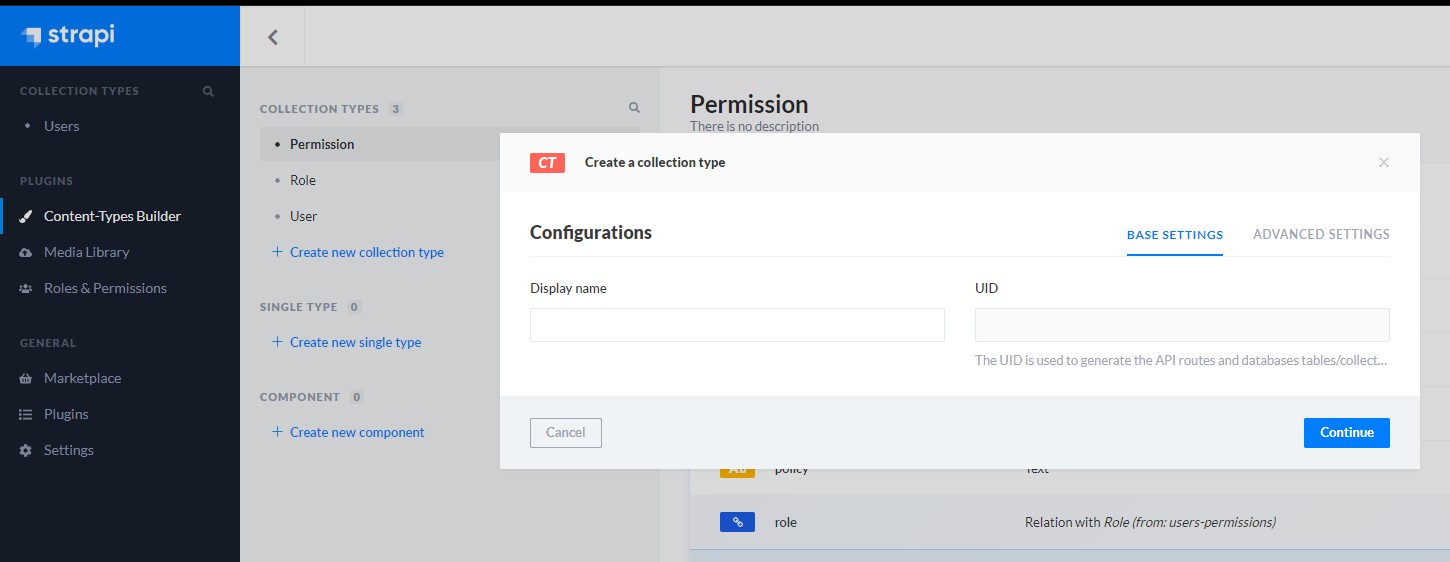 strapi
COLLECTION TYPES
Users
PLUGINS
Content-Types Builder
Media Library
Roles & Permissions
GENERAL
Marketplace
Plugins
Settings
COLLECTION TYPES 3
Permission
Role
User
+ Create new collection type
SINGLE TYPE 0
+ Create new single type
COMPONENT 0
+ Create new component
Permission
There is no description
CT Create a collection type
Configurations
BASE SETTINGS ADVANCED SETTINGS
Display name UID
The UID is used to generate the API routes and databases tables/collect...
Cancel Continue
policy Text
role Relation with Role (from: users-permissions)